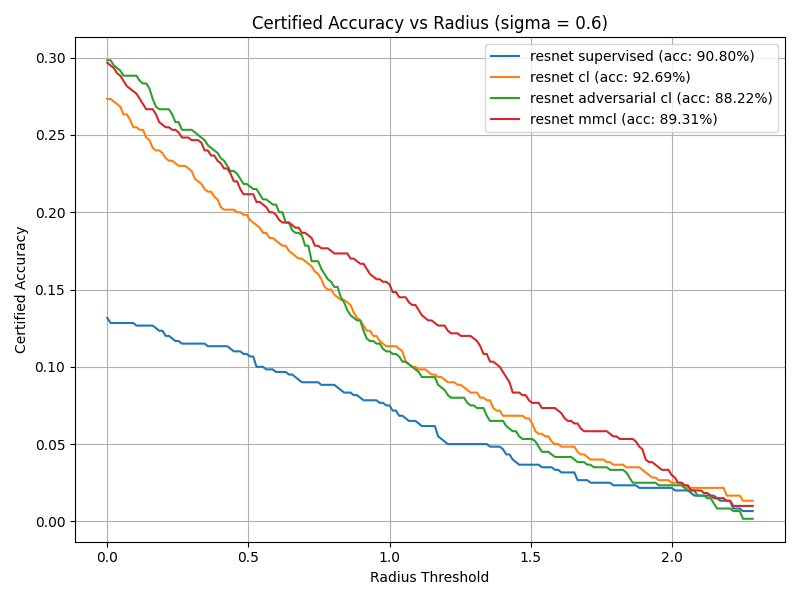 Certified Accuracy vs Radius (sigma = 0.6)
resnet supervised (acc: 90.80%)
resnet cl (acc: 92.69%)
resnet adversarial cl (acc: 88.22%)
resnet mmcl (acc: 89.31%)
Certified Accuracy
0.30
0.25
0.20
0.15
0.10
0.05
0.00
0.0 0.5 1.0 1.5 2.0
Radius Threshold